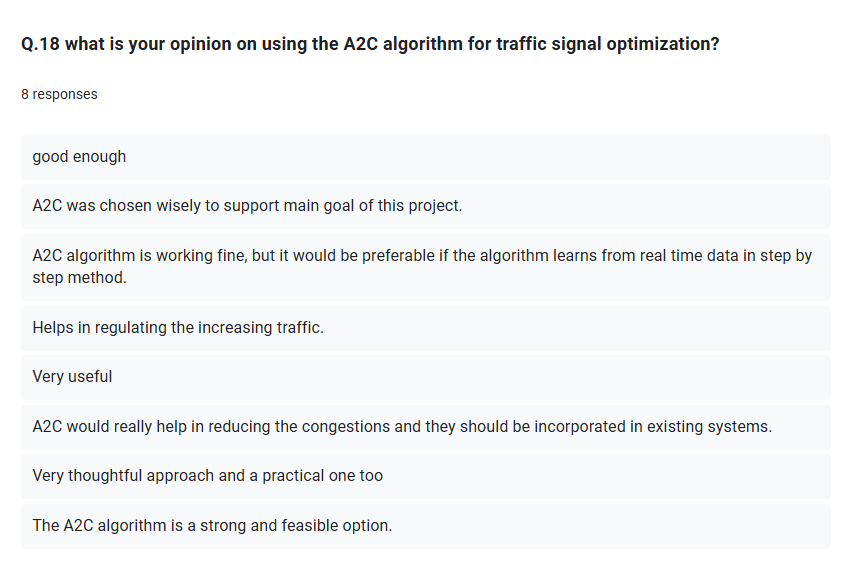 Q.18 what is your opinion on using the A2C algorithm for traffic signal optimization?
8 responses
good enough
A2C was chosen wisely to support main goal of this project.
A2C algorithm is working fine, but it would be preferable if the algorithm learns from real time data in step by
step method.
Helps in regulating the increasing traffic.
Very useful
A2C would really help in reducing the congestions and they should be incorporated in existing systems.
Very thoughtful approach and a practical one too
The A2C algorithm is a strong and feasible option.